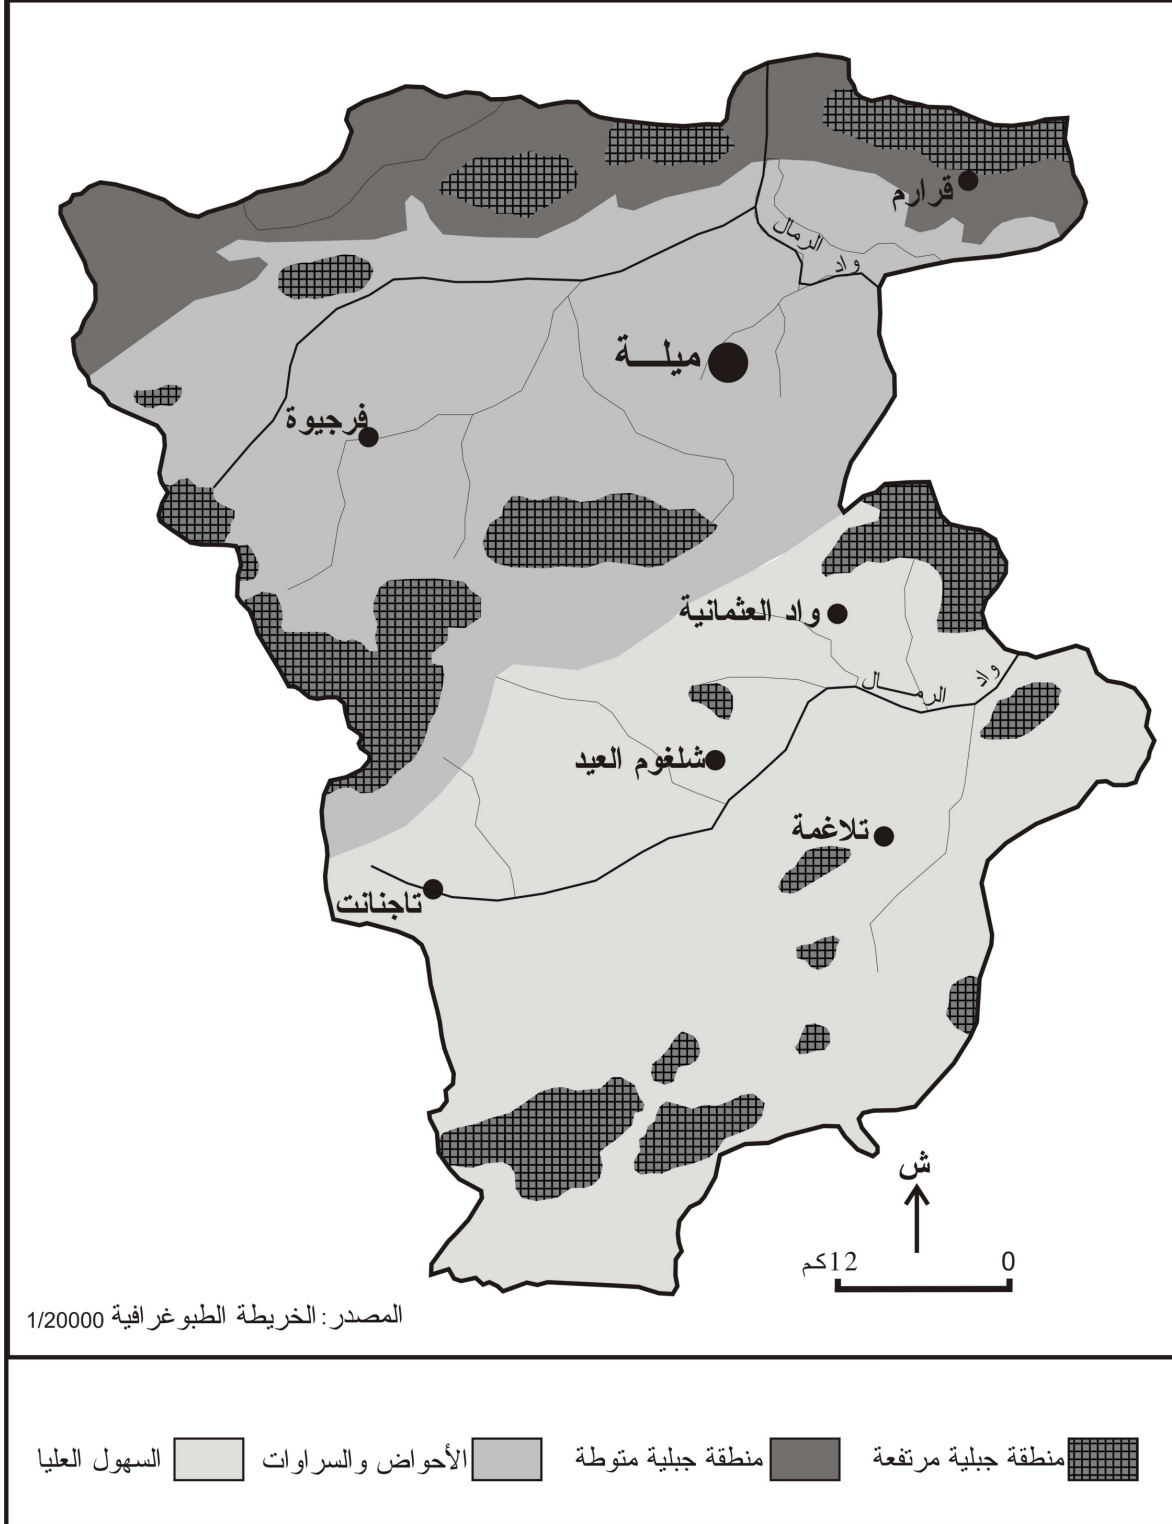 قرارم
الرمال
واد
ميلـــة
فرجيوة
واد العثمانية
واد
الرمــال
شلغوم العيد
تلاغمة
تاجنانت
ش
12كم
0
المصدر: الخريطة الطبوغرافية 1/20000
منطقة جبلية مرتفعة
منطقة جبلية متوطة
الأحواض والسراوات
السهول العليا